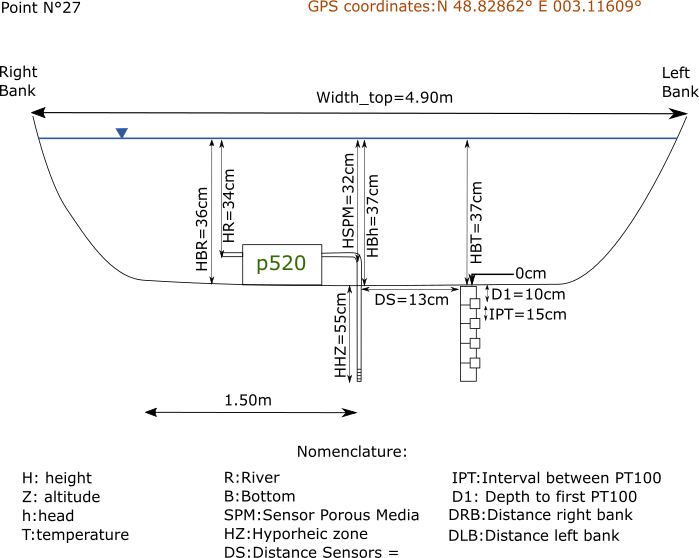 Point N°27
GPS coordinates:N 48.82862° E 003.11609°
Right
Bank
Left
Bank
Width_top=4.90m
HBR=36cm
HR=34cm
HSPM=32cm
HBh=37cm
HBT=37cm
p520
0cm
D1=10cm
DS=13cm
IPT=15cm
HHZ=55cm
1.50m
Nomenclature:
H: height
Z: altitude
h:head
T:temperature
R:River
B:Bottom
SPM:Sensor Porous Media
HZ:Hyporheic zone
DS:Distance Sensors =
IPT:Interval between PT100
D1: Depth to first PT100
DRB:Distance right bank
DLB:Distance left bank